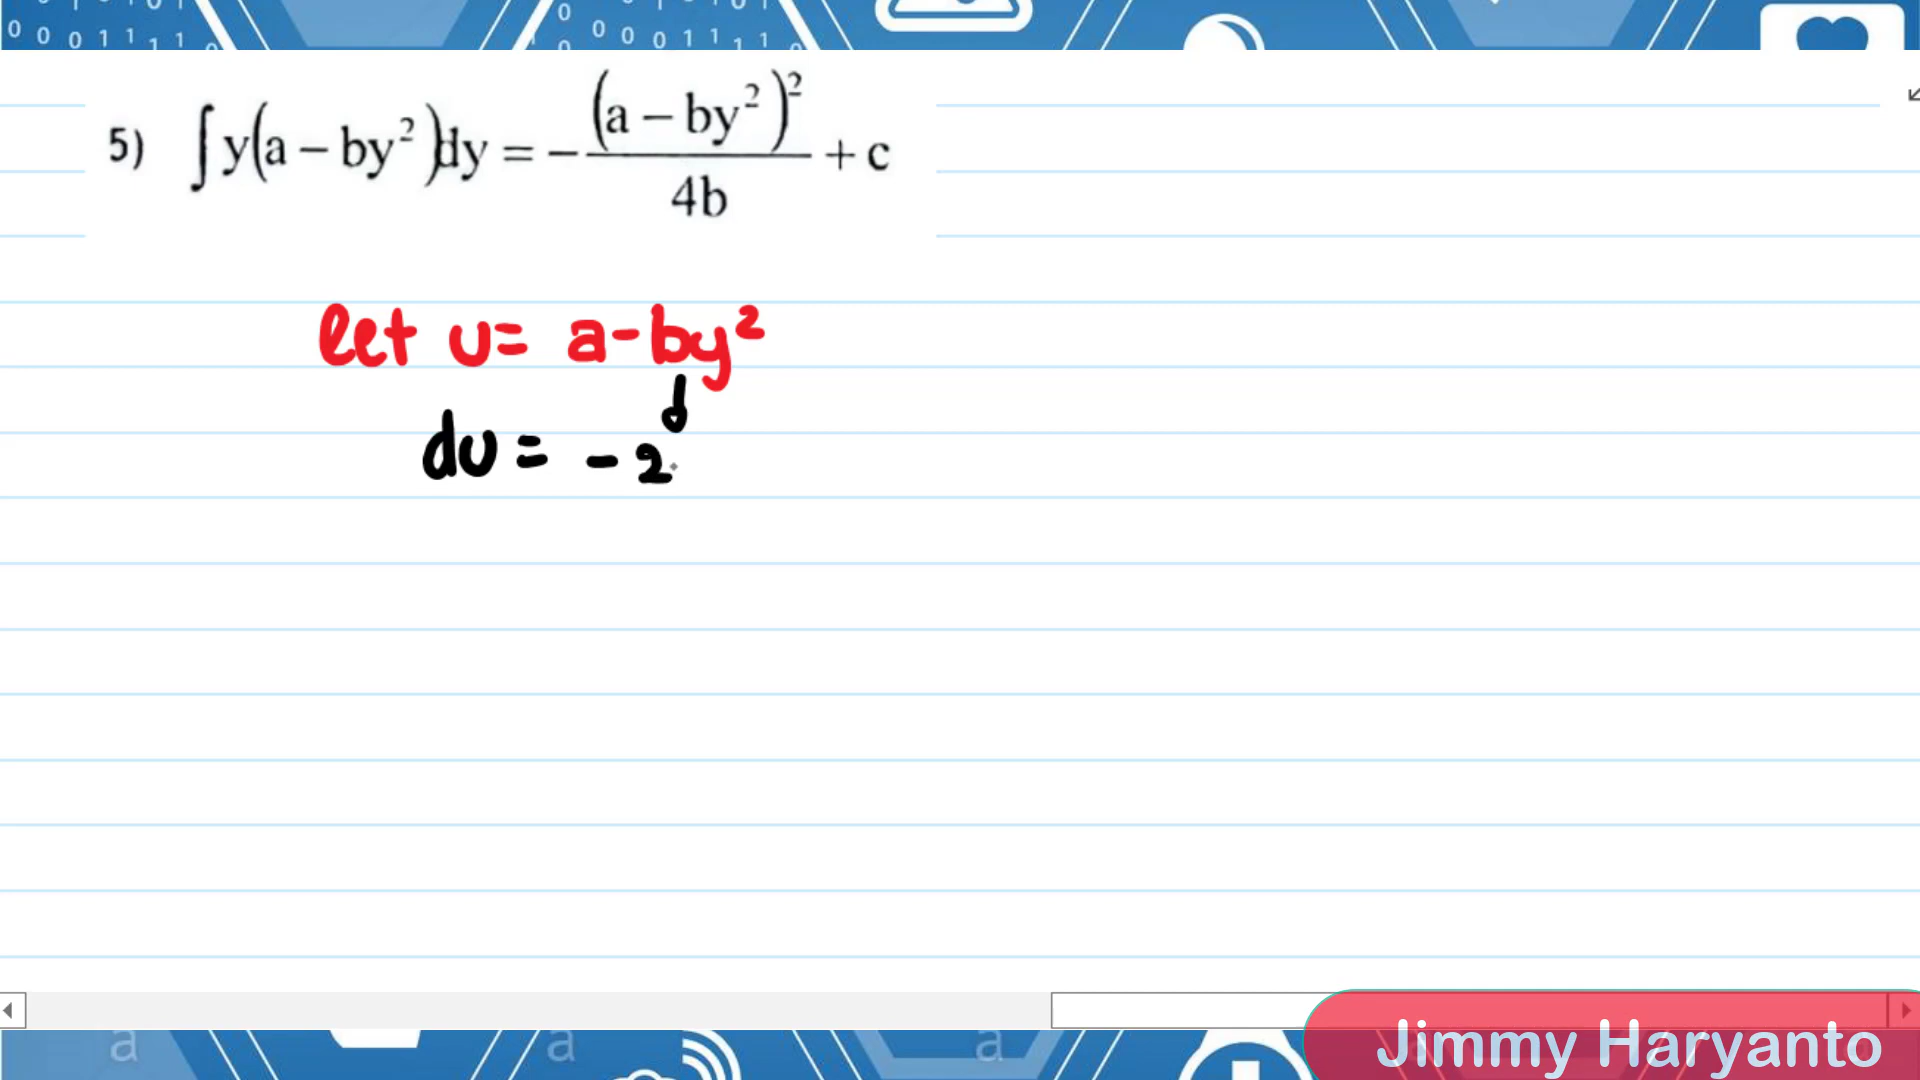 5) ∫y(a − by²)dy = − (a − by²)² / 4b + c
let u = a - by²
du = - 2
Jimmy Haryanto